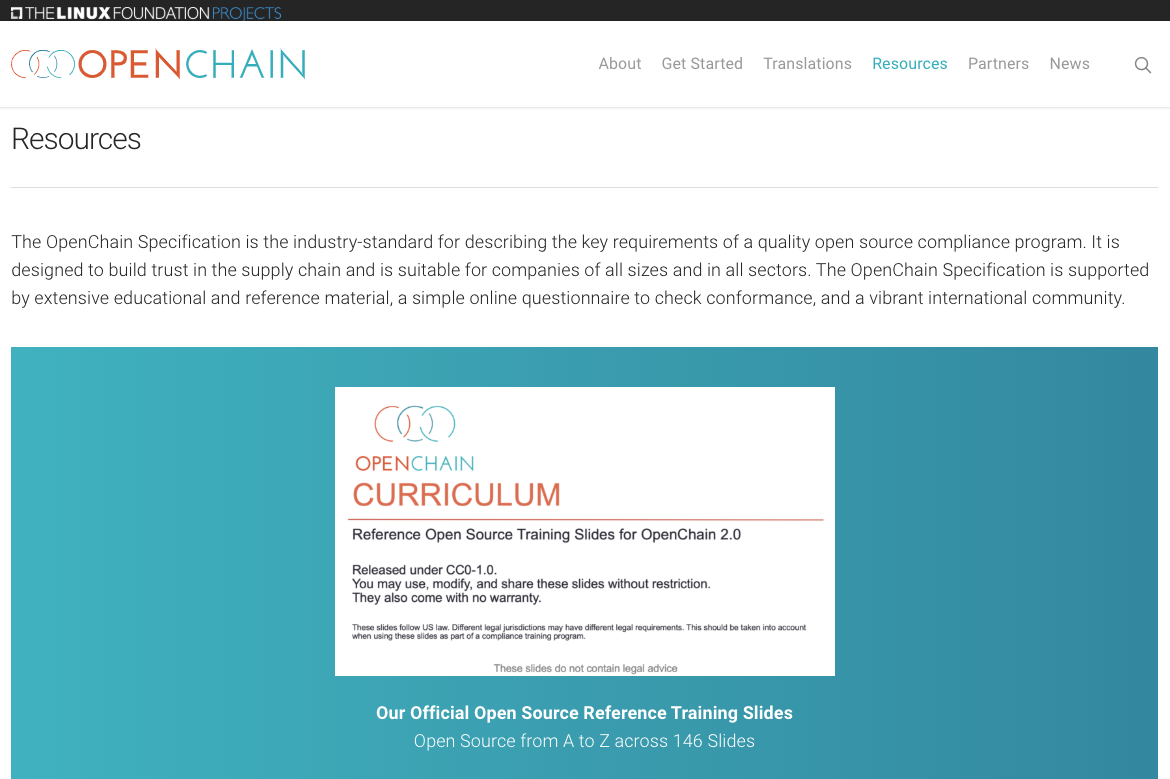 THE LINUX FOUNDATION PROJECTS
OPENCHAIN
About Get Started Translations Resources Partners News
Resources
The OpenChain Specification is the industry-standard for describing the key requirements of a quality open source compliance program. It is
designed to build trust in the supply chain and is suitable for companies of all sizes and in all sectors. The OpenChain Specification is supported
by extensive educational and reference material, a simple online questionnaire to check conformance, and a vibrant international community.
OPENCHAIN
CURRICULUM
Reference Open Source Training Slides for OpenChain 2.0
Released under CC0-1.0.
You may use, modify, and share these slides without restriction.
They also come with no warranty.
These slides follow US law. Different legal jurisdictions may have different legal requirements. This should be taken into account
when using these slides as part of a compliance training program.
These slides do not contain legal advice
Our Official Open Source Reference Training Slides
Open Source from A to Z across 146 Slides